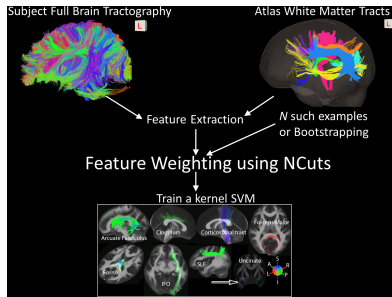 Subject Full Brain Tractography
Atlas White Matter Tracts
L
L
Feature Extraction
N such examples
or Bootstrapping
Feature Weighting using NCuts
Train a kernel SVM
Arcuate Fasciculus
Cingulum
Corticospinal tract
Forceps Major
Fornix
IFO
SLF
Uncinate
S
A
R
L
P
I